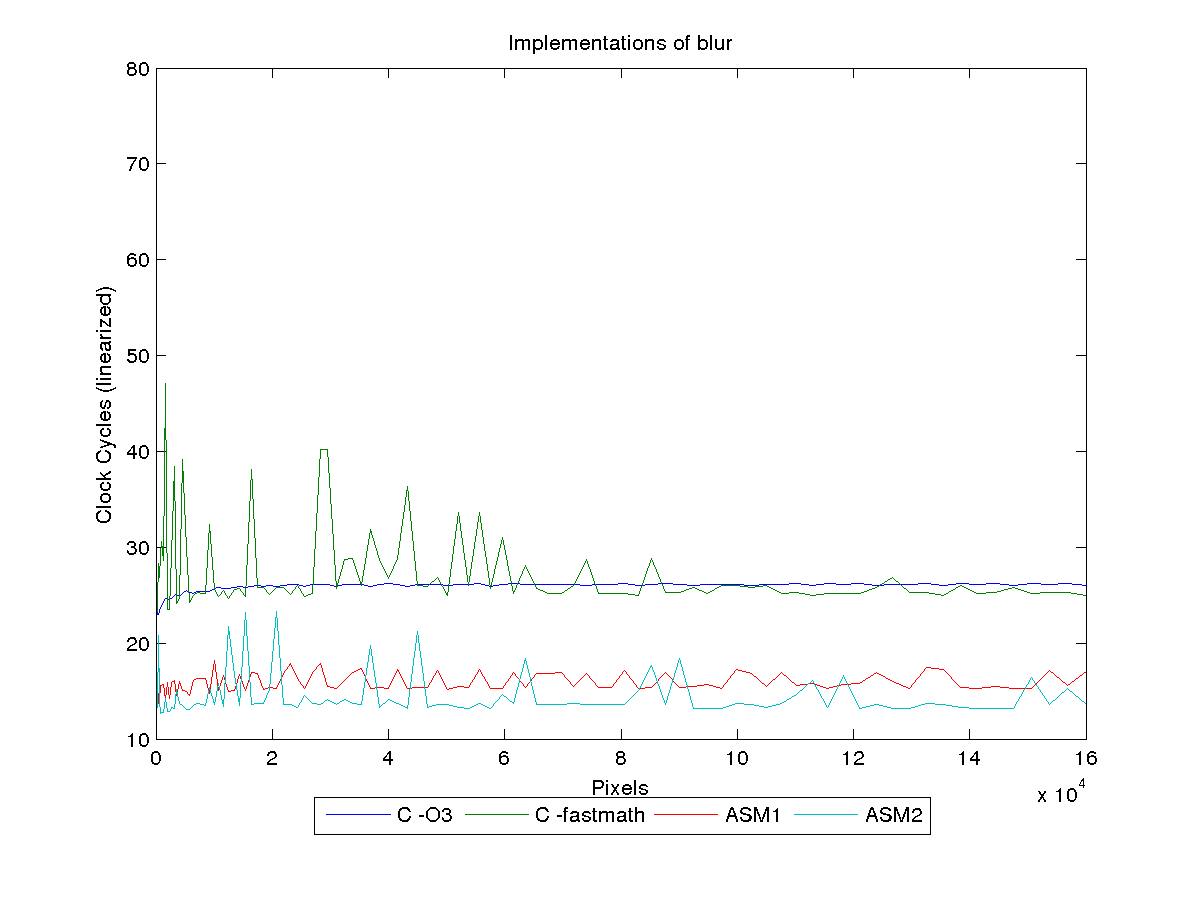 Implementations of blur
80
70
60
50
40
30
20
10
Clock Cycles (linearized)
0 2 4 6 8 10 12 14 16
Pixels
x 10^4
C -O3 C -fastmath ASM1 ASM2